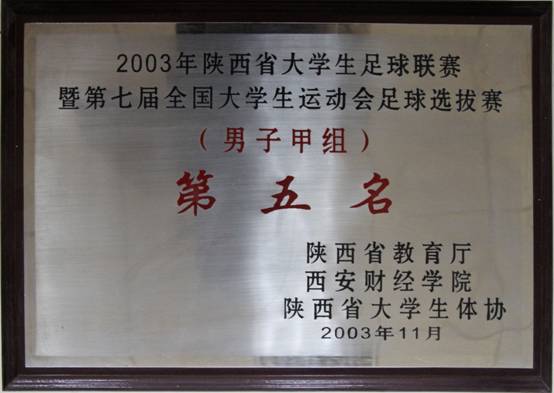 2003年陕西省大学生足球联赛
暨第七届全国大学生运动会足球选拔赛
（男子甲组）
第五名
陕西省教育厅
西安财经学院
陕西省大学生体协
2003年11月